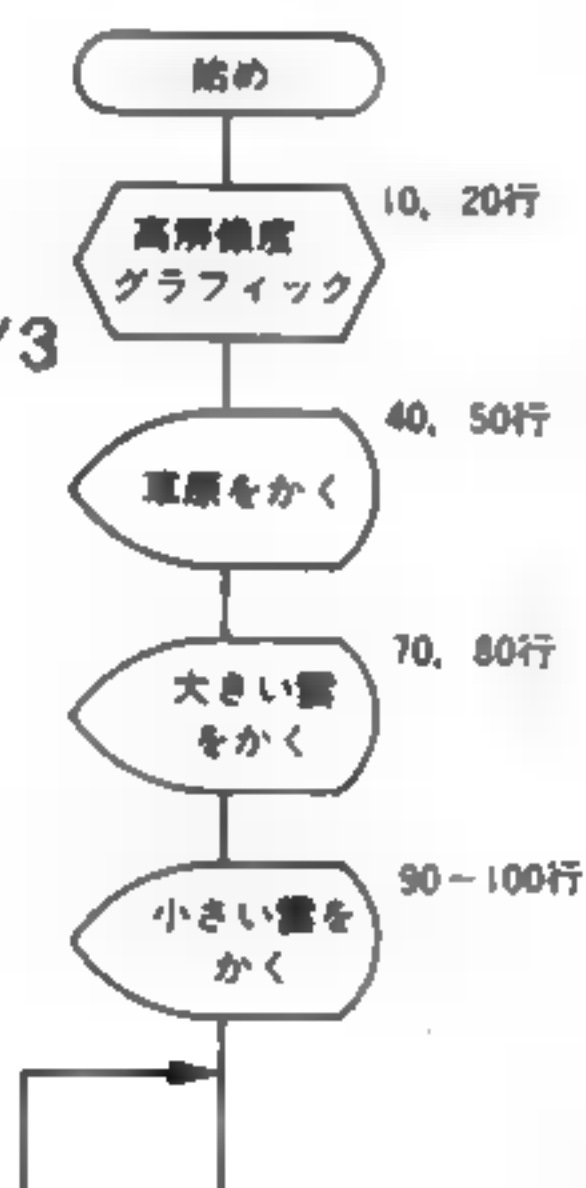 始め
10, 20行
高解像度
グラフィック
/3
40, 50行
草原をかく
70, 80行
大きい雲
をかく
90－100行
小さい雲を
かく